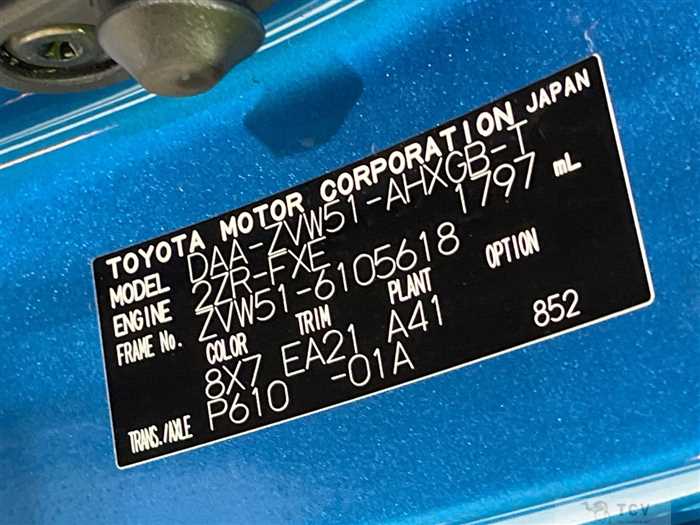 TOYOTA MOTOR CORPORATION JAPAN
MODEL DAA-ZVW51-AHXGB-T
ENGINE 2ZR-FXE 1797 mL
FRAME No. ZVW51-6105618
COLOR TRIM PLANT OPTION
8X7 EA21 A41 852
TRANS./AXLE P610 -01A
TCV